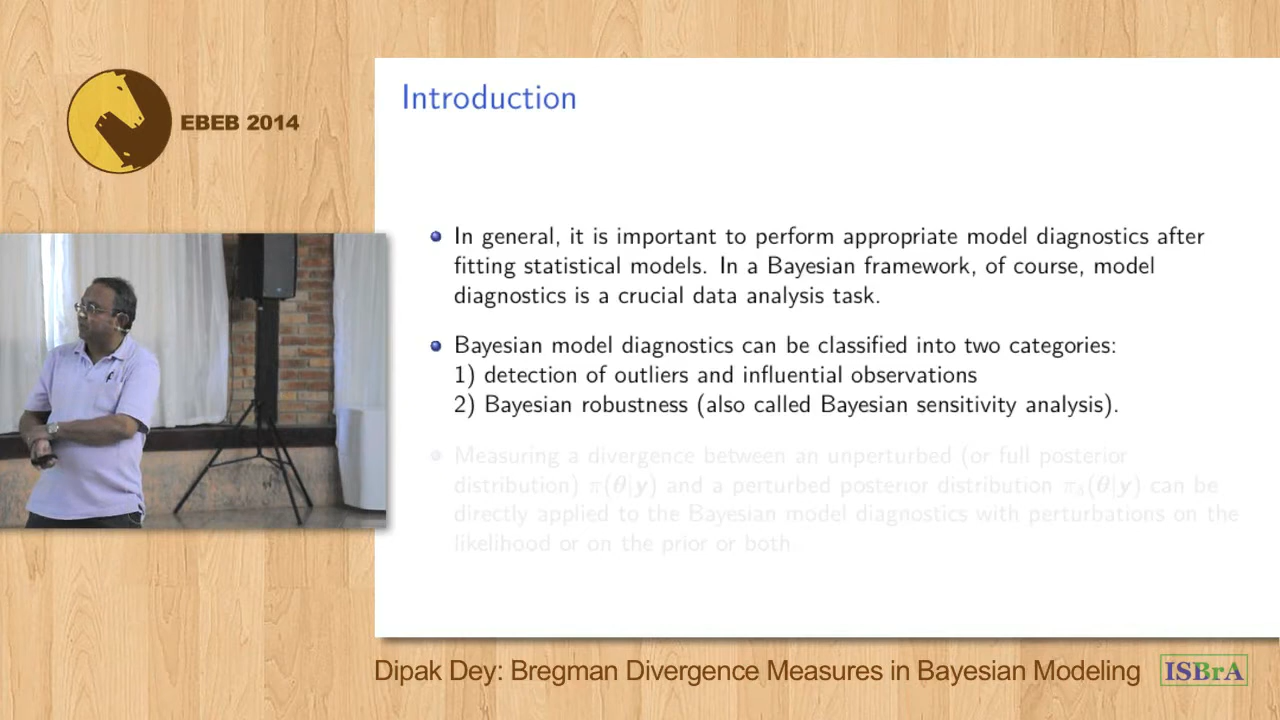 EBEB 2014
Introduction
In general, it is important to perform appropriate model diagnostics after
fitting statistical models. In a Bayesian framework, of course, model
diagnostics is a crucial data analysis task.
Bayesian model diagnostics can be classified into two categories:
1) detection of outliers and influential observations
2) Bayesian robustness (also called Bayesian sensitivity analysis).
Measuring a divergence between an unperturbed (or full posterior
distribution) π(θ|y) and a perturbed posterior distribution π_δ(θ|y) can be
directly applied to the Bayesian model diagnostics with perturbations on the
likelihood or on the prior or both
Dipak Dey: Bregman Divergence Measures in Bayesian Modeling
ISBrA